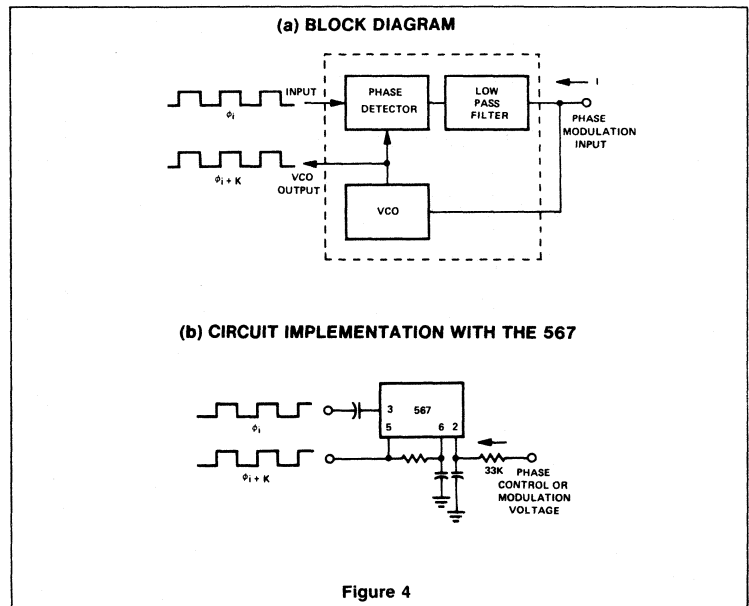 (a) BLOCK DIAGRAM
INPUT
PHASE
DETECTOR
LOW
PASS
FILTER
I
PHASE
MODULATION
INPUT
ϕi
VCO
OUTPUT
ϕi + K
VCO
(b) CIRCUIT IMPLEMENTATION WITH THE 567
3 567
5 6 2
ϕi
ϕi + K
33K
PHASE
CONTROL OR
MODULATION
VOLTAGE
Figure 4